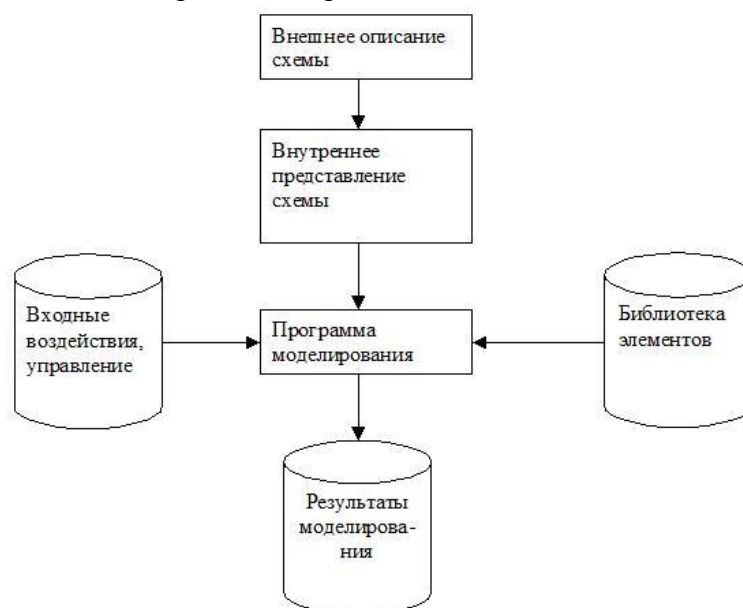 Внешнее описание
схемы
Внутреннее
представление
схемы
Входные
воздействия,
управление
Программа
моделирования
Библиотека
элементов
Результаты
моделирова-
ния